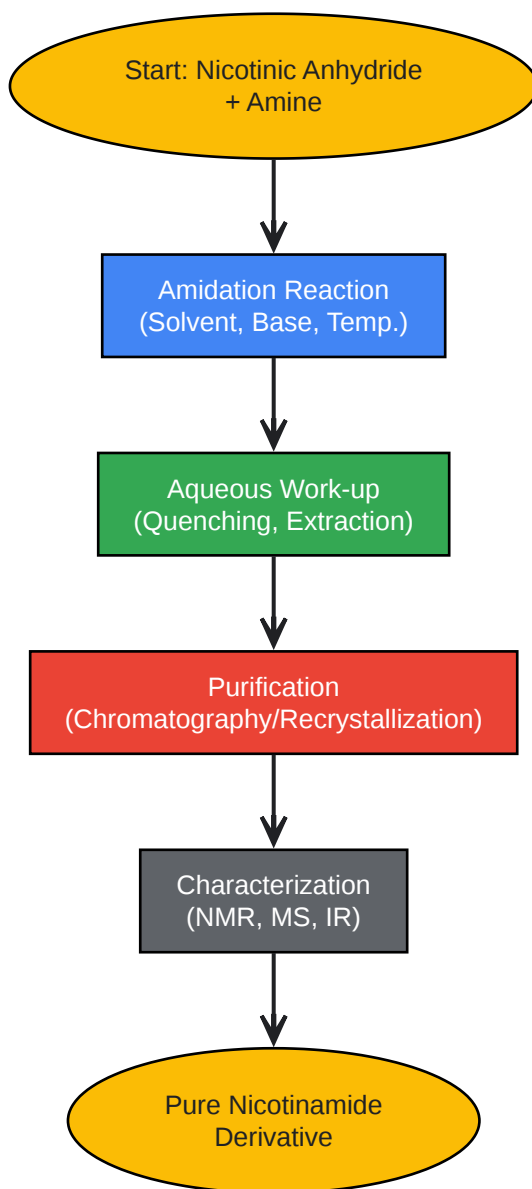 Start: Nicotinic Anhydride
+ Amine
Amidation Reaction
(Solvent, Base, Temp.)
Aqueous Work-up
(Quenching, Extraction)
Purification
(Chromatography/Recrystallization)
Characterization
(NMR, MS, IR)
Pure Nicotinamide
Derivative